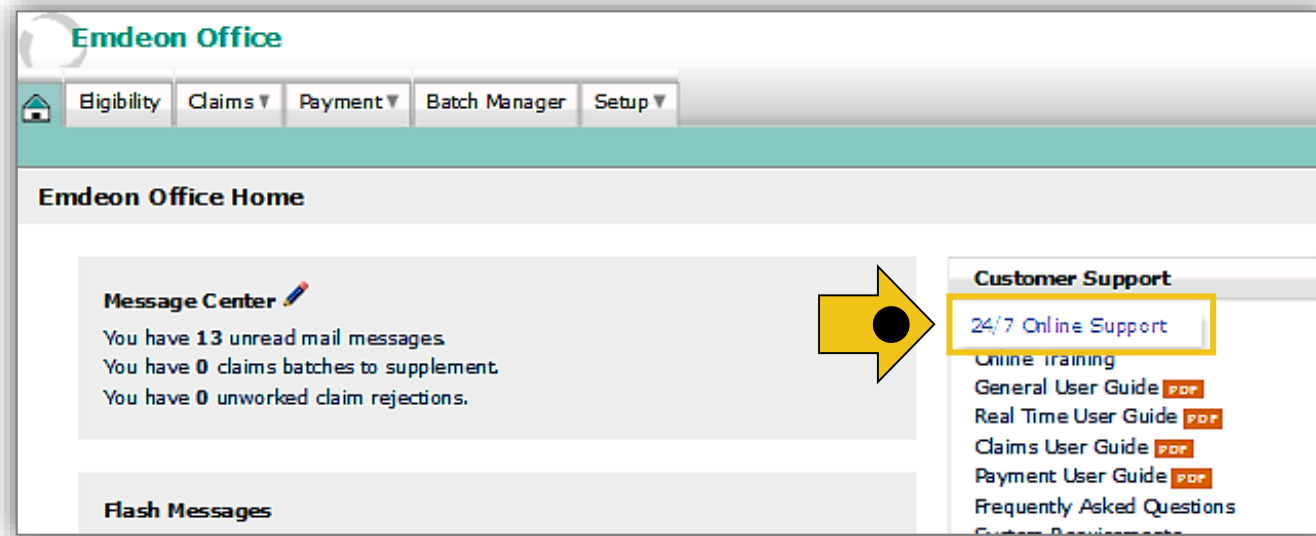 Emdeon Office
Eligibility Claims Payment Batch Manager Setup
Emdeon Office Home
Message Center
You have 13 unread mail messages.
You have 0 claims batches to supplement.
You have 0 unworked claim rejections.
Flash Messages
Customer Support
24/7 Online Support
Online Training
General User Guide PDF
Real Time User Guide PDF
Claims User Guide PDF
Payment User Guide PDF
Frequently Asked Questions
System Requirements